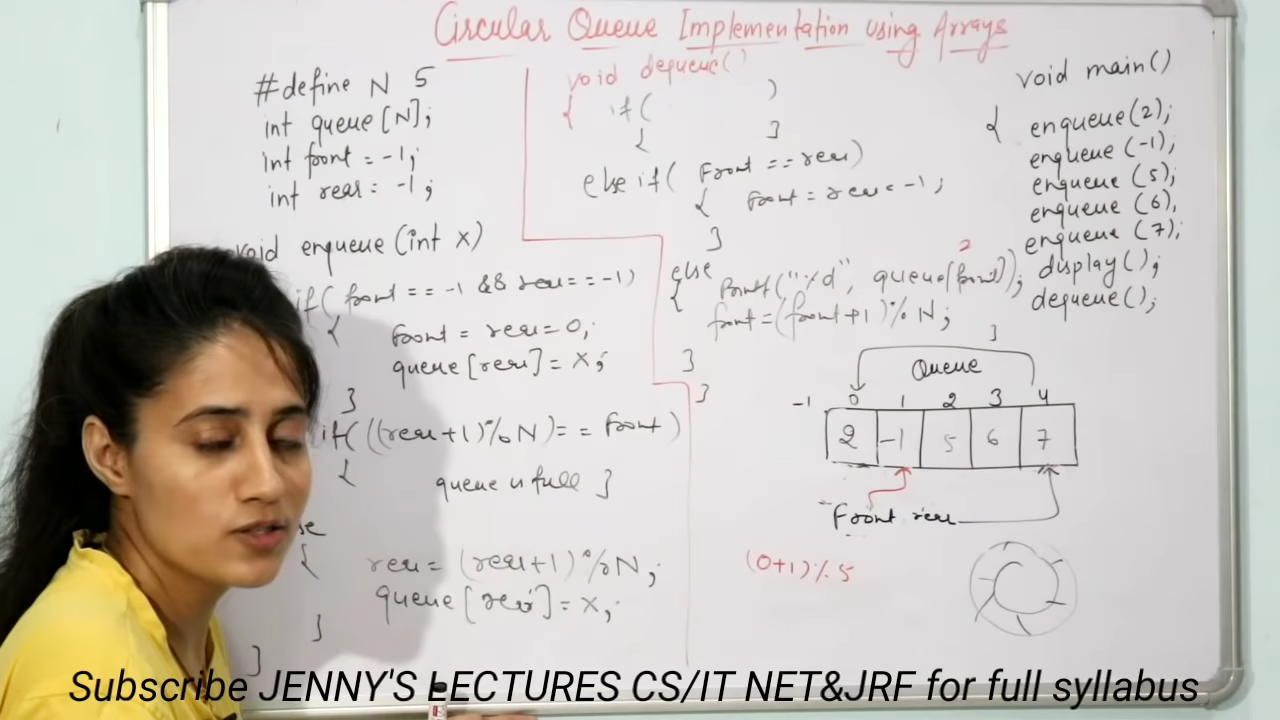 Circular Queue Implementation using Arrays
#define N 5
int queue[N];
int front = -1;
int rear = -1;
void enqueue(int x)
if( front == -1 && rear == -1)
{ front = rear = 0;
queue[rear] = x;
}
if( ((rear+1)%N) == front )
{ queue is full }
se
{ rear = (rear+1)%N;
queue[rear] = x;
}
}
void dequeue()
{ if( )
{ }
else if( front == rear)
{ front = rear = -1;
}
else
{ printf("%d", queue[front]);
2
front = (front+1)%N;
}
}
}
void main()
{ enqueue(2);
enqueue(-1);
enqueue(5);
enqueue(6),
enqueue(7);
display();
dequeue();
Queue
-1 0 1 2 3 4
2 -1 5 6 7
Front rear
(0+1)%5
Subscribe JENNY'S LECTURES CS/IT NET&JRF for full syllabus